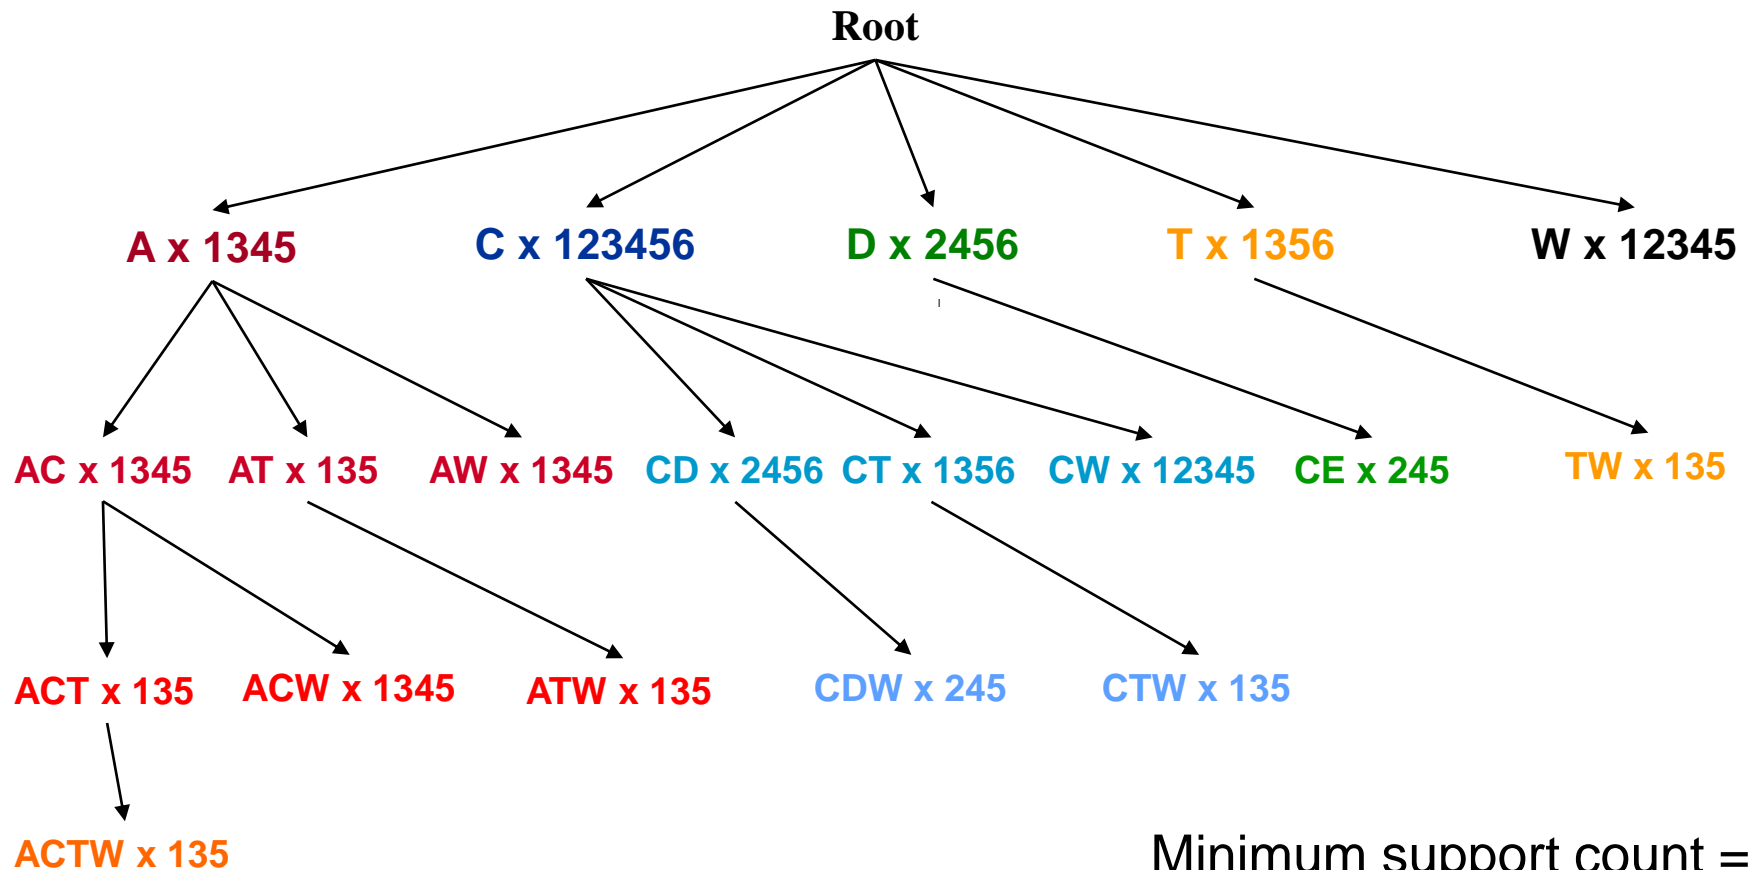 Root
A x 1345
C x 123456
D x 2456
T x 1356
W x 12345
AC x 1345
AT x 135
AW x 1345
CD x 2456
CT x 1356
CW x 12345
CE x 245
TW x 135
ACT x 135
ACW x 1345
ATW x 135
CDW x 245
CTW x 135
ACTW x 135
Minimum support count =